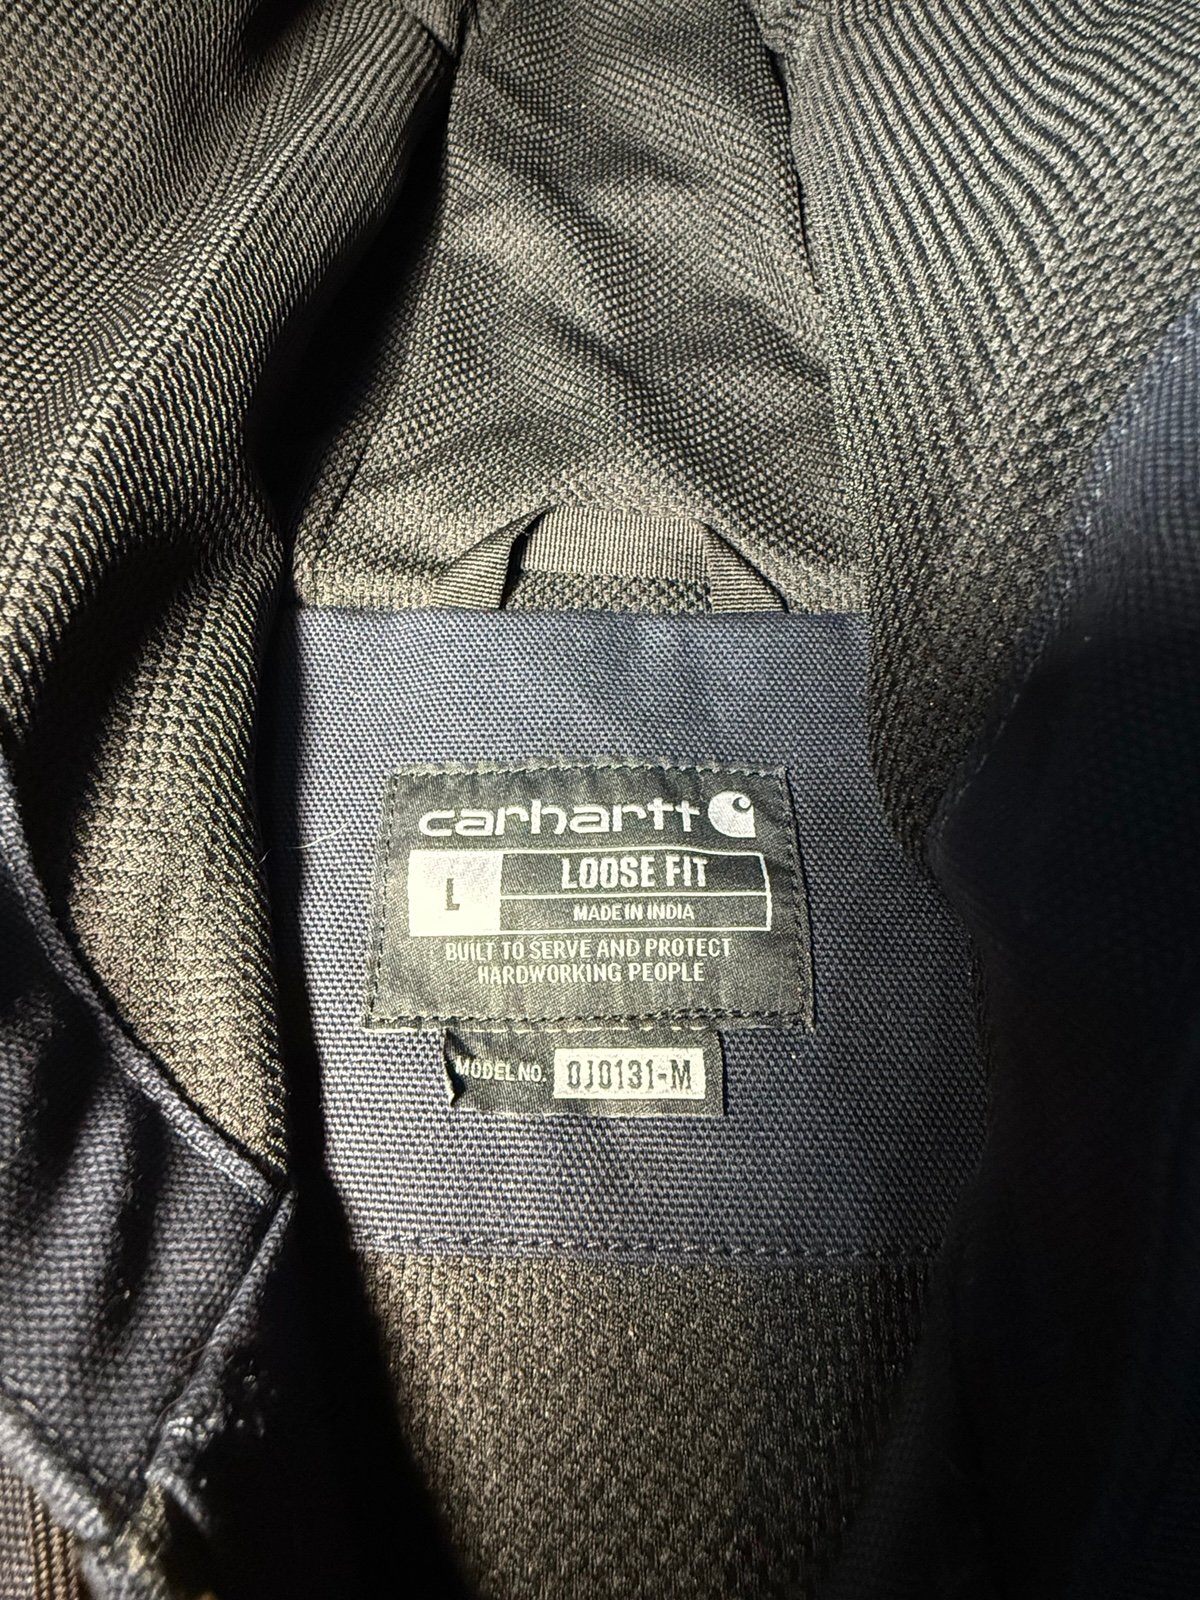 carhartt
L
LOOSE FIT
MADE IN INDIA
BUILT TO SERVE AND PROTECT
HARDWORKING PEOPLE
MODEL NO. OJ0131-M